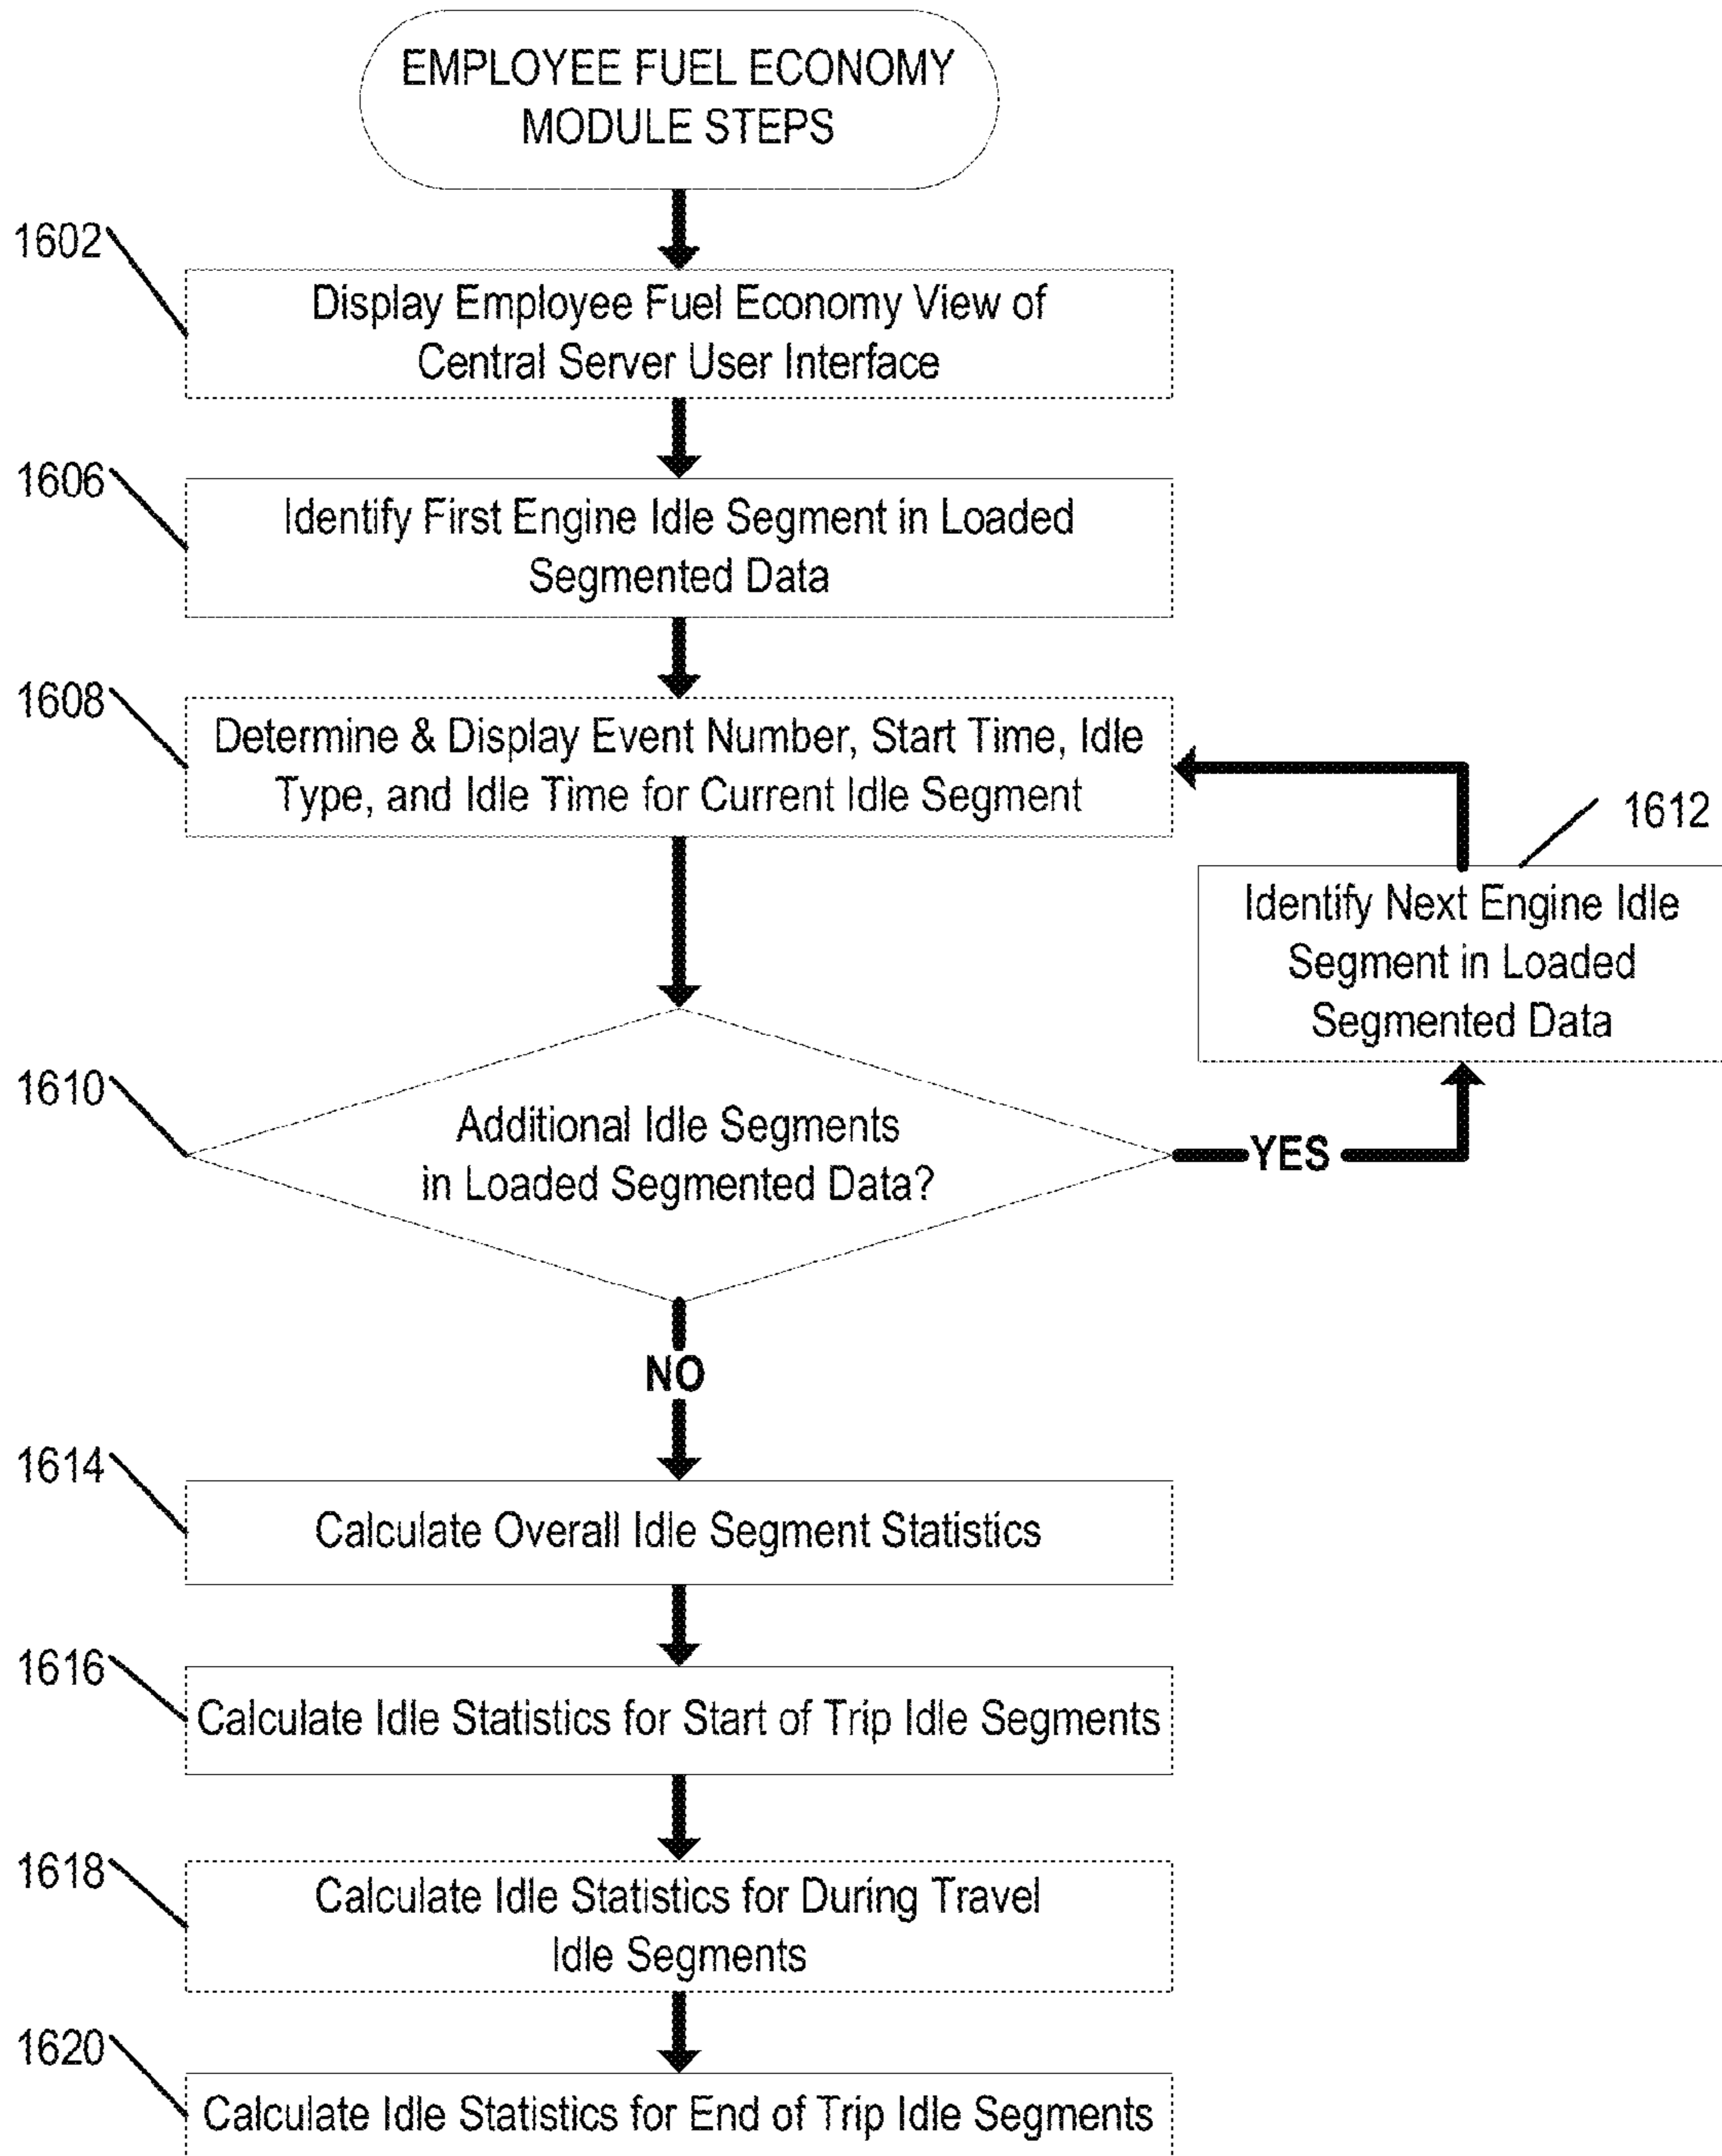 EMPLOYEE FUEL ECONOMY
MODULE STEPS
1602
Display Employee Fuel Economy View of
Central Server User Interface
1606
Identify First Engine Idle Segment in Loaded
Segmented Data
1608
Determine & Display Event Number, Start Time, Idle
Type, and Idle Time for Current Idle Segment
1612
Identify Next Engine Idle
Segment in Loaded
Segmented Data
1610
Additional Idle Segments
in Loaded Segmented Data?
YES
NO
1614
Calculate Overall Idle Segment Statistics
1616
Calculate Idle Statistics for Start of Trip Idle Segments
1618
Calculate Idle Statistics for During Travel
Idle Segments
1620
Calculate Idle Statistics for End of Trip Idle Segments